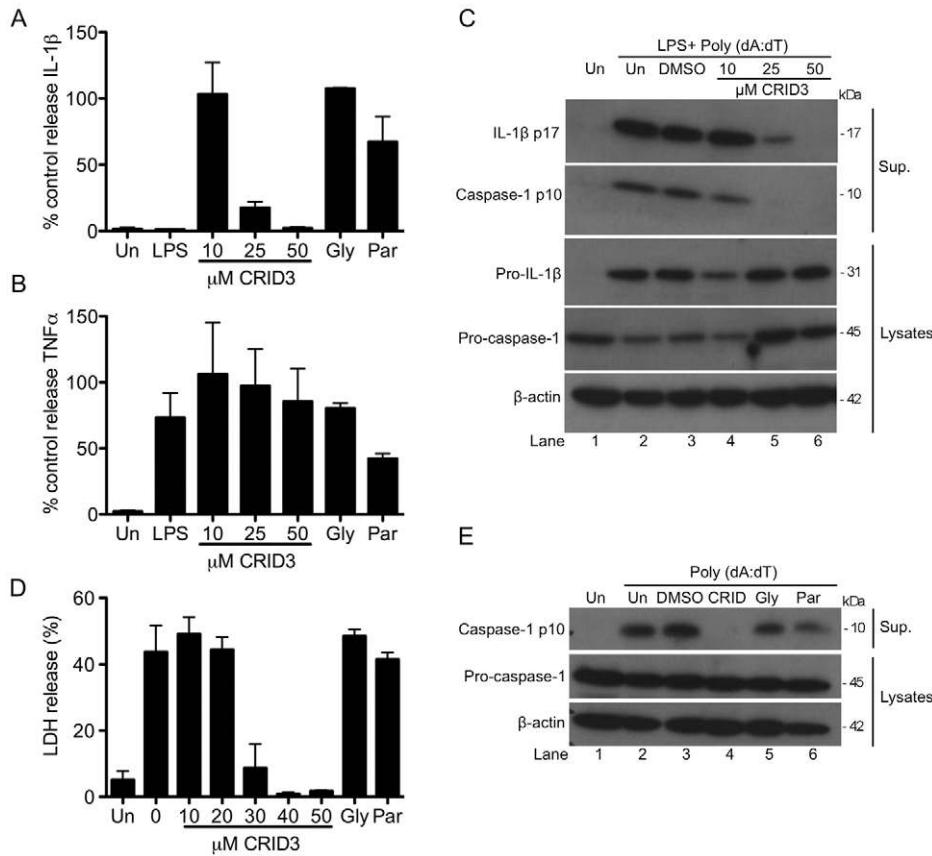 A
% control release IL-1β
150
100
50
0
Un LPS 10 25 50 Gly Par
μM CRID3
B
% control release TNFα
150
100
50
0
Un LPS 10 25 50 Gly Par
μM CRID3
D
LDH release (%)
60
40
20
0
Un 0 10 20 30 40 50 Gly Par
μM CRID3
C
LPS+ Poly (dA:dT)
Un Un DMSO 10 25 50
μM CRID3
kDa
IL-1β p17 - 17
Sup.
Caspase-1 p10 - 10
Pro-IL-1β - 31
Pro-caspase-1 - 45
Lysates
β-actin - 42
Lane 1 2 3 4 5 6
E
Poly (dA:dT)
Un Un DMSO CRID Gly Par
kDa
Caspase-1 p10 - 10 Sup.
Pro-caspase-1 - 45
Lysates
β-actin - 42
Lane 1 2 3 4 5 6